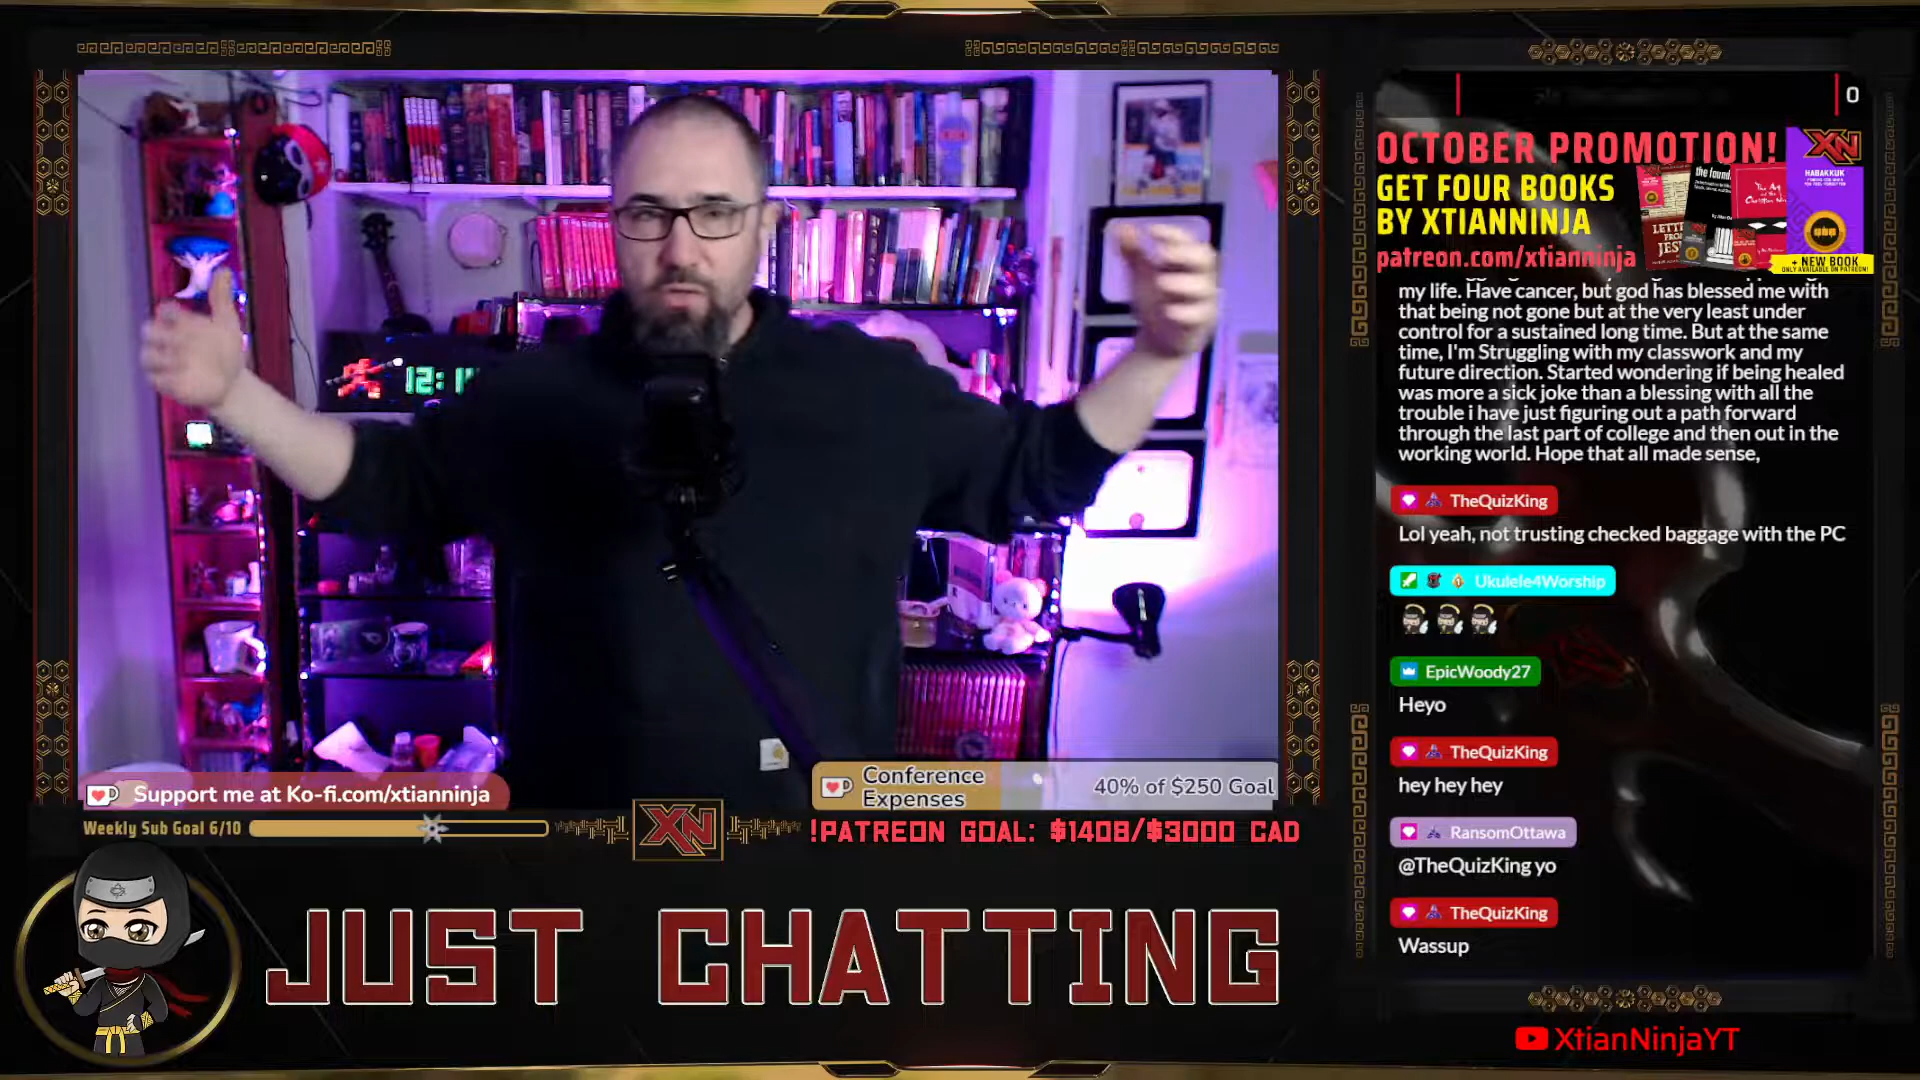 0
OCTOBER PROMOTION!
GET FOUR BOOKS
BY XTIANNINJA
patreon.com/xtianninja
XN
HABAKKUK
+ NEW BOOK
ONLY AVAILABLE ON PATREON!
my life. Have cancer, but god has blessed me with
that being not gone but at the very least under
control for a sustained long time. But at the same
time, I'm Struggling with my classwork and my
future direction. Started wondering if being healed
was more a sick joke than a blessing with all the
trouble i have just figuring out a path forward
through the last part of college and then out in the
working world. Hope that all made sense,
TheQuizKing
Lol yeah, not trusting checked baggage with the PC
Ukulele4Worship
EpicWoody27
Heyo
TheQuizKing
hey hey hey
RansomOttawa
@TheQuizKing yo
TheQuizKing
Wassup
XtianNinjaYT
Support me at Ko-fi.com/xtianninja
Conference
Expenses
40% of $250 Goal
Weekly Sub Goal 6/10
XN
!PATREON GOAL: $1408/$3000 CAD
JUST CHATTING